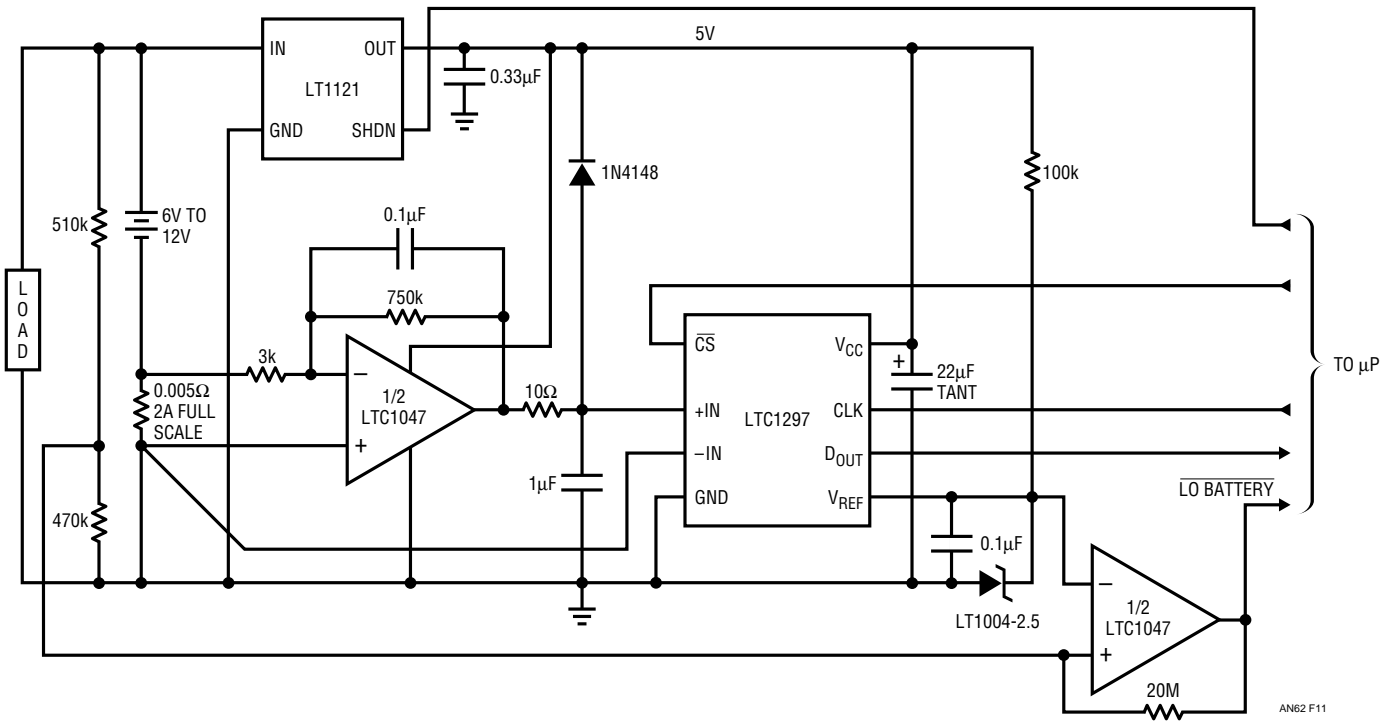 5V
IN
OUT
LT1121
GND
SHDN
0.33µF
1N4148
100k
510k
6V TO
12V
0.1µF
750k
LOAD
3k
1/2
LTC1047
10Ω
0.005Ω
2A FULL
SCALE
CS
VCC
+
22µF
TANT
+IN
LTC1297
CLK
–IN
DOUT
GND
VREF
TO µP
LO BATTERY
470k
1µF
0.1µF
LT1004-2.5
–
+
–
1/2
LTC1047
+
20M
AN62 F11